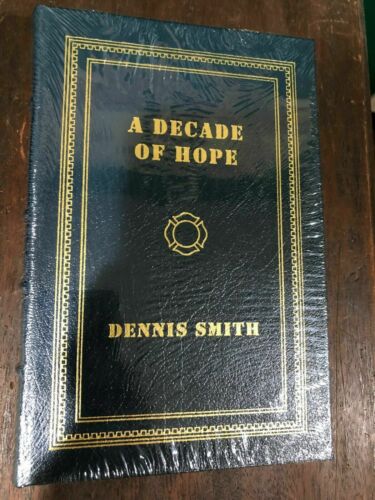 A DECADE
OF HOPE
DENNIS SMITH